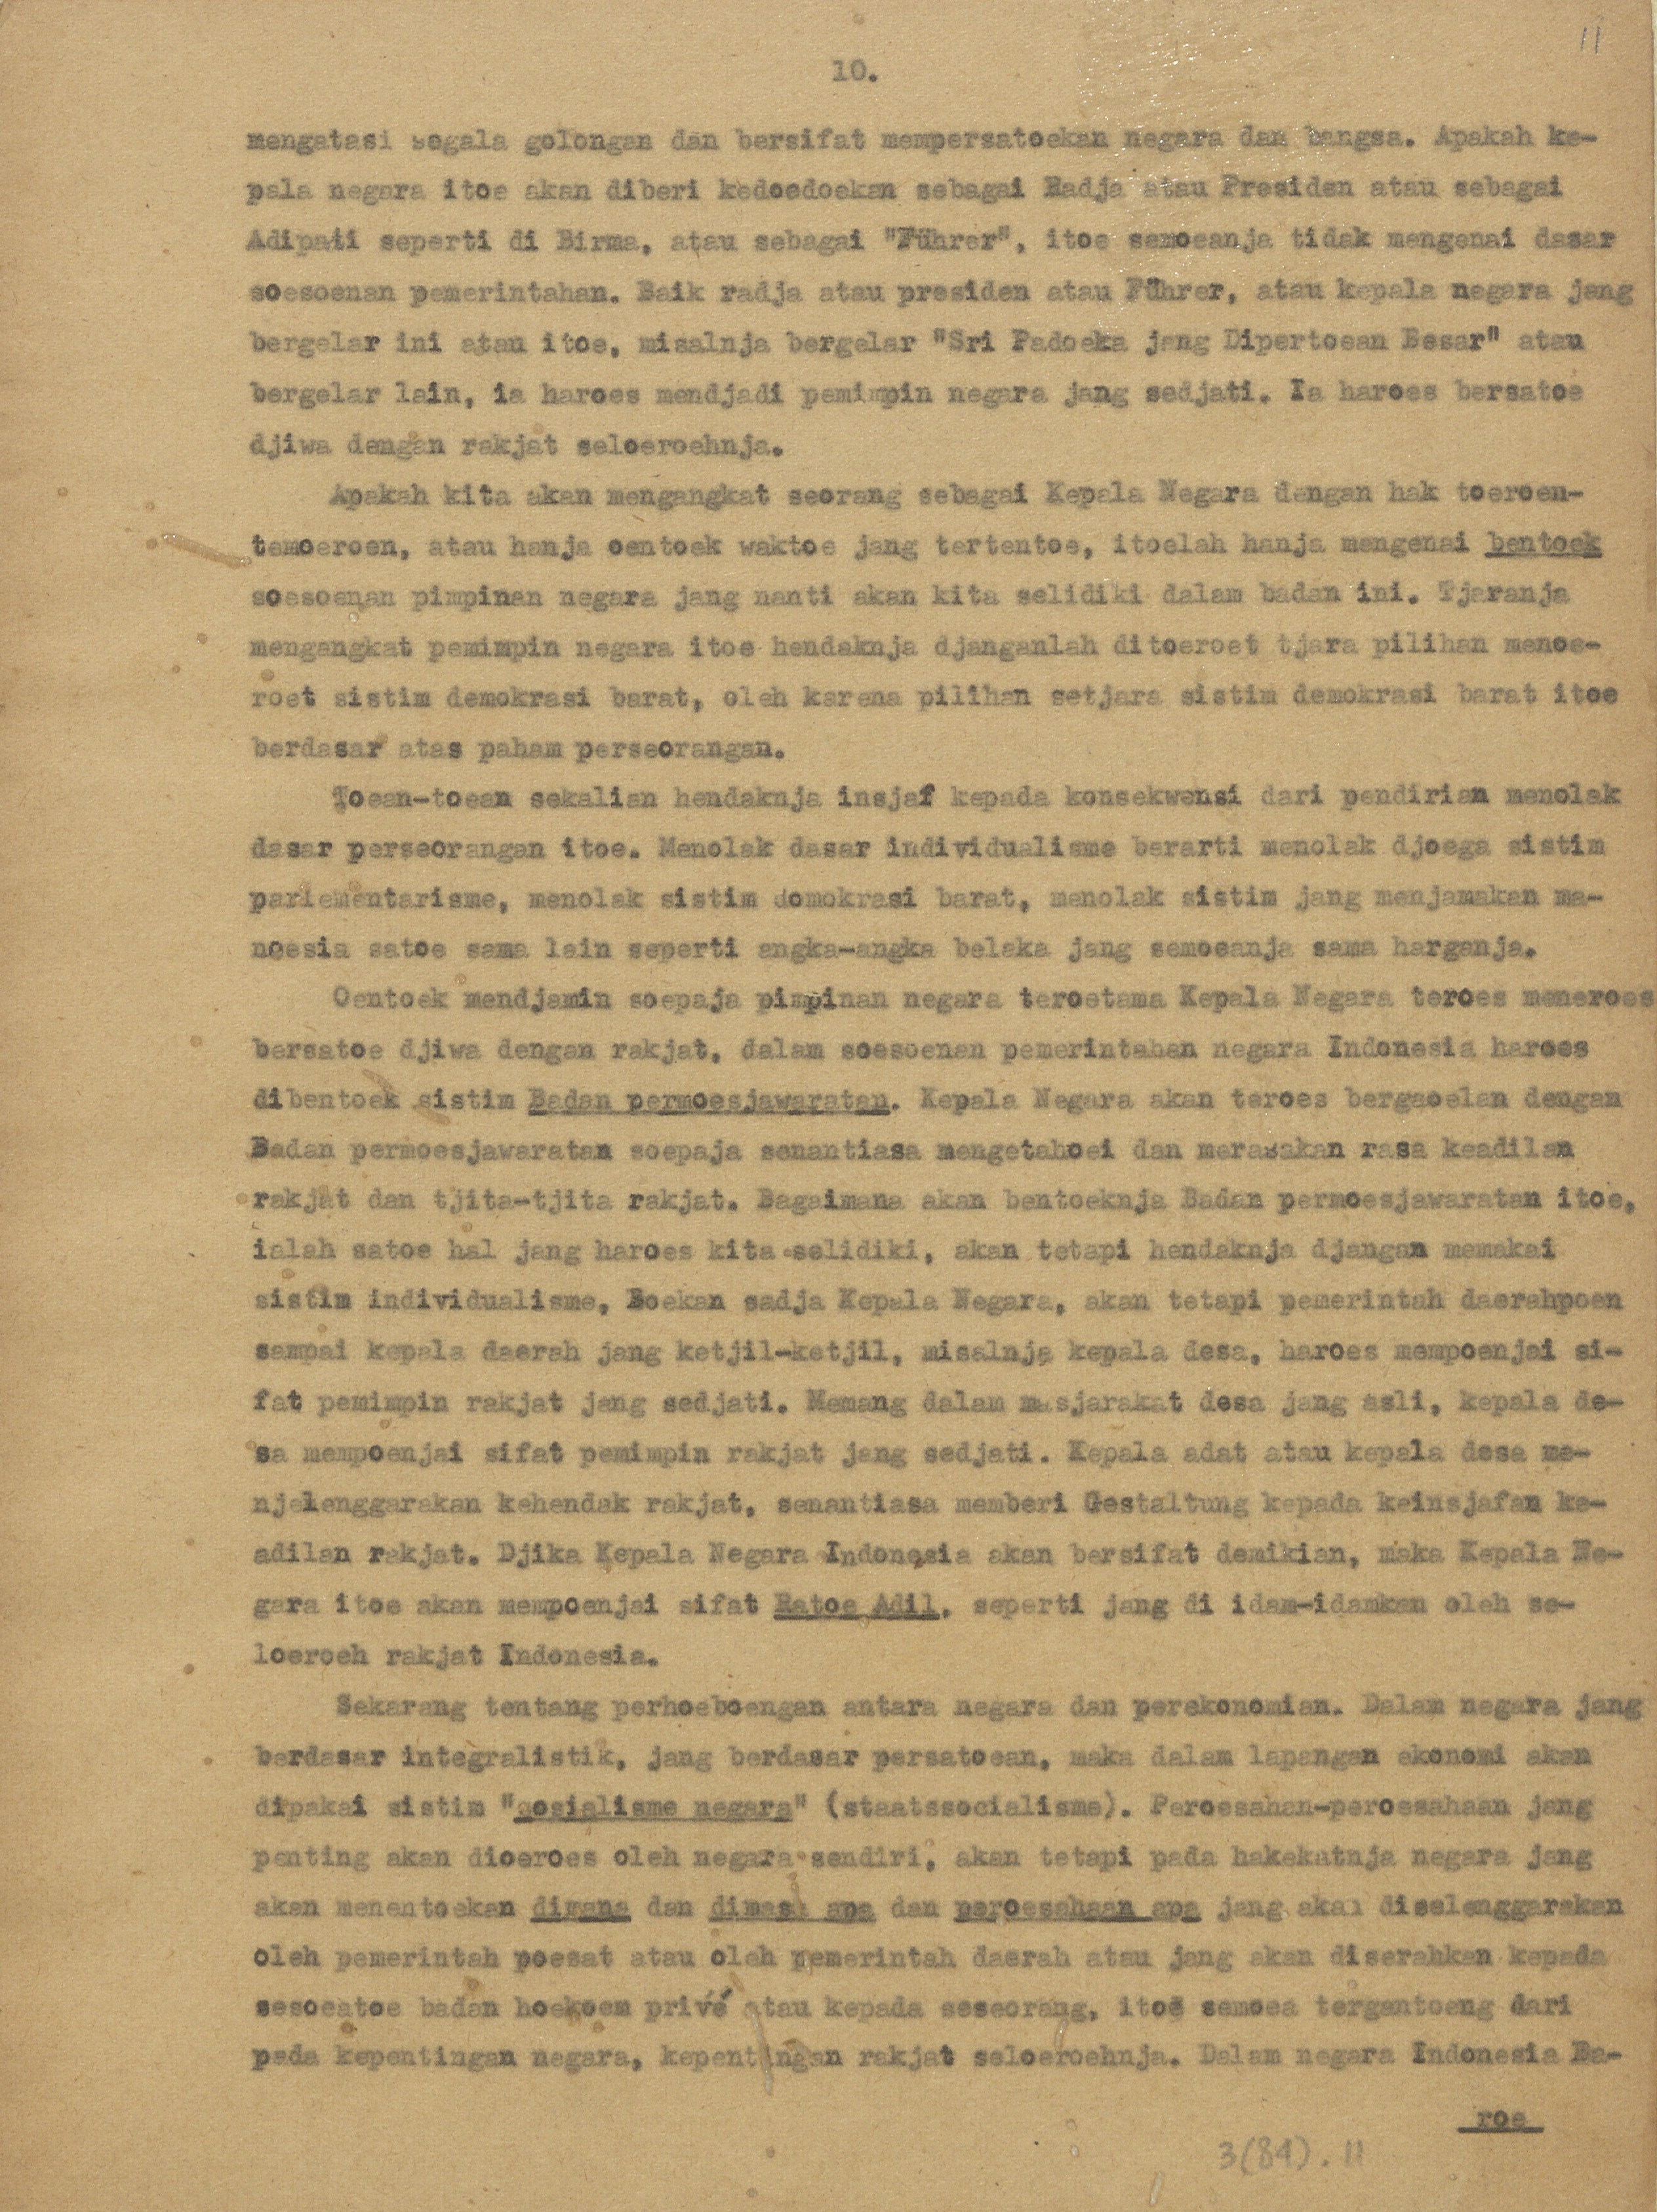 11
10.
mengatasi segala golongan dan bersifat mempersatoekan negara dan bangsa. Apakah ke-
pala negara itoe akan diberi kedoedoekan sebagai Radja atau Presiden atau sebagai
Adipati seperti di Birma, atau sebagai "Führer", itoe semoeanja tidak mengenai dasar
soesoenan pemerintahan. Baik radja atau presiden atau Führer, atau kepala negara jang
bergelar ini atau itoe, misalnja bergelar "Sri Padoeka jang Dipertoean Besar" atau
bergelar lain, ia haroes mendjadi pemimpin negara jang sedjati. Ia haroes bersatoe
djiwa dengan rakjat seloeroehnja.
Apakah kita akan mengangkat seorang sebagai Kepala Negara dengan hak toeroen-
temoeroen, atau hanja oentoek waktoe jang tertentoe, itoelah hanja mengenai bentoek
soesoenan pimpinan negara jang nanti akan kita selidiki dalam badan ini. Tjaranja
mengangkat pemimpin negara itoe hendaknja djanganlah ditoeroet tjara pilihan menoe-
roet sistim demokrasi barat, oleh karena pilihan setjara sistim demokrasi barat itoe
berdasar atas paham perseorangan.
Toean-toean sekalian hendaknja insjaf kepada konsekwensi dari pendirian menolak
dasar perseorangan itoe. Menolak dasar individualisme berarti menolak djoega sistim
parlementarisme, menolak sistim domokrasi barat, menolak sistim jang menjamakan ma-
noesia satoe sama lain seperti angka-angka belaka jang semoeanja sama harganja.
Oentoek mendjamin soepaja pimpinan negara teroetama Kepala Negara teroes meneroes
bersatoe djiwa dengan rakjat, dalam soesoenan pemerintahan negara Indonesia haroes
dibentoek sistim Badan permoesjawaratan. Kepala Negara akan teroes bergaoelan dengan
Badan permoesjawaratan soepaja senantiasa mengetahoei dan merasakan rasa keadilan
rakjat dan tjita-tjita rakjat. Bagaimana akan bentoeknja Badan permoesjawaratan itoe,
ialah satoe hal jang haroes kita selidiki, akan tetapi hendaknja djangan memakai
sistim individualisme, Boekan sadja Kepala Negara, akan tetapi pemerintah daerahpoen
sampai kepala daerah jang ketjil-ketjil, misalnja kepala desa, haroes mempoenjai si-
fat pemimpin rakjat jang sedjati. Memang dalam masjarakat desa jang asli, kepala de-
sa mempoenjai sifat pemimpin rakjat jang sedjati. Kepala adat atau kepala desa me-
njelenggarakan kehendak rakjat, senantiasa memberi Gestaltung kepada keinsjafan ke-
adilan rakjat. Djika Kepala Negara Indonesia akan bersifat demikian, maka Kepala Ne-
gara itoe akan mempoenjai sifat Ratoe Adil, seperti jang di idam-idamkan oleh se-
loeroeh rakjat Indonesia.
Sekarang tentang perhoeboengan antara negara dan perekonomian. Dalam negara jang
berdasar integralistik, jang berdasar persatoean, maka dalam lapangan ekonomi akan
dipakai sistim "sosialisme negara" (staatssocialisme). Peroesahan-peroesahaan jang
penting akan dioeroes oleh negara sendiri, akan tetapi pada hakekatnja negara jang
akan menentoekan dimana dan dimasa apa dan peroesahaan apa jang akan diselenggarakan
oleh pemerintah poesat atau oleh pemerintah daerah atau jang akan diserahkan kepada
sesoeatoe badan hoekoem privé atau kepada seseorang, itoe semoea tergantoeng dari
pada kepentingan negara, kepentingan rakjat seloeroehnja. Dalam negara Indonesia Ba-
roe
3(84).11